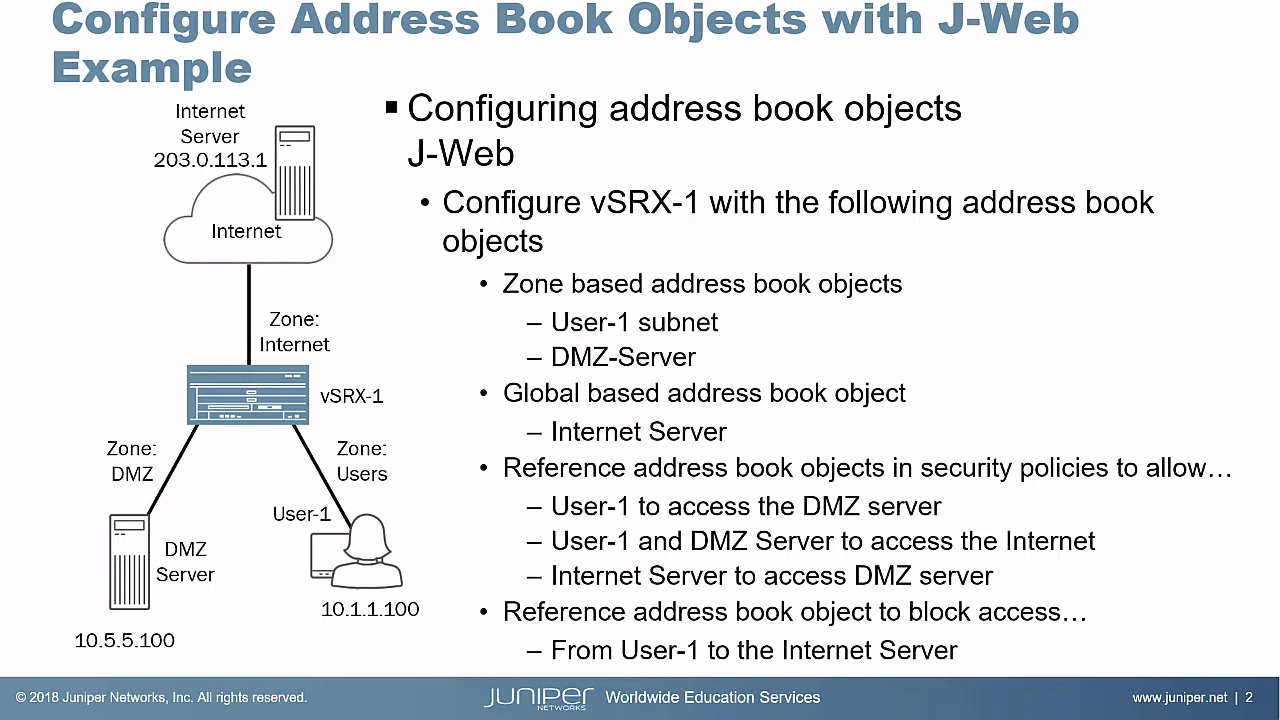 Configure Address Book Objects with J-Web
Example
Internet
Server
203.0.113.1
Internet
Zone:
Internet
vSRX-1
Zone:
DMZ
Zone:
Users
User-1
DMZ
Server
10.1.1.100
10.5.5.100
▪ Configuring address book objects
J-Web
• Configure vSRX-1 with the following address book
objects
• Zone based address book objects
– User-1 subnet
– DMZ-Server
• Global based address book object
– Internet Server
• Reference address book objects in security policies to allow…
– User-1 to access the DMZ server
– User-1 and DMZ Server to access the Internet
– Internet Server to access DMZ server
• Reference address book object to block access…
– From User-1 to the Internet Server
© 2018 Juniper Networks, Inc. All rights reserved.
JUNIPER
NETWORKS
Worldwide Education Services
www.juniper.net | 2